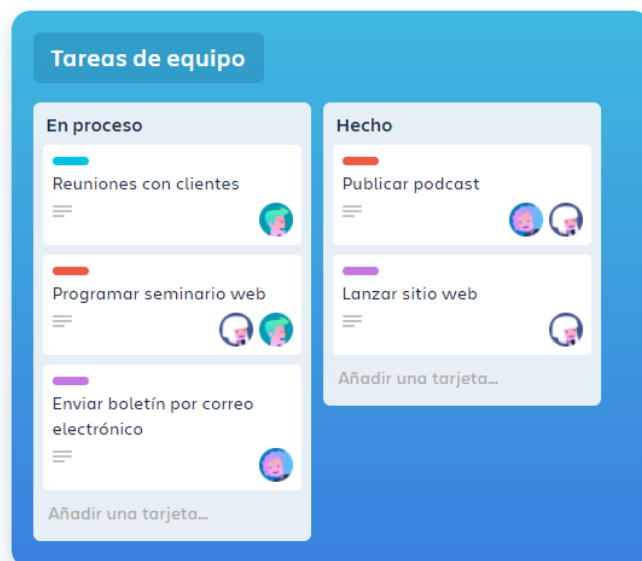 Tareas de equipo
En proceso
Reuniones con clientes
Programar seminario web
Enviar boletín por correo
electrónico
Añadir una tarjeta...
Hecho
Publicar podcast
Lanzar sitio web
Añadir una tarjeta...